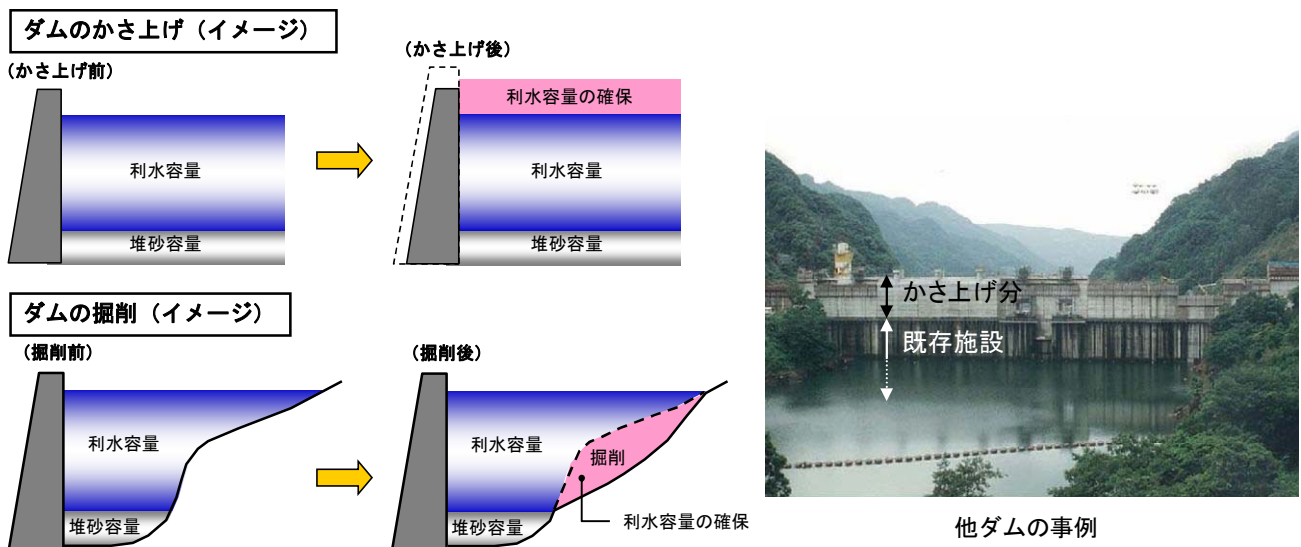 ダムのかさ上げ（イメージ）
（かさ上げ前）
利水容量
堆砂容量
（かさ上げ後）
利水容量の確保
利水容量
堆砂容量
ダムの掘削（イメージ）
（掘削前）
利水容量
堆砂容量
（掘削後）
利水容量
掘削
堆砂容量
利水容量の確保
かさ上げ分
既存施設
他ダムの事例